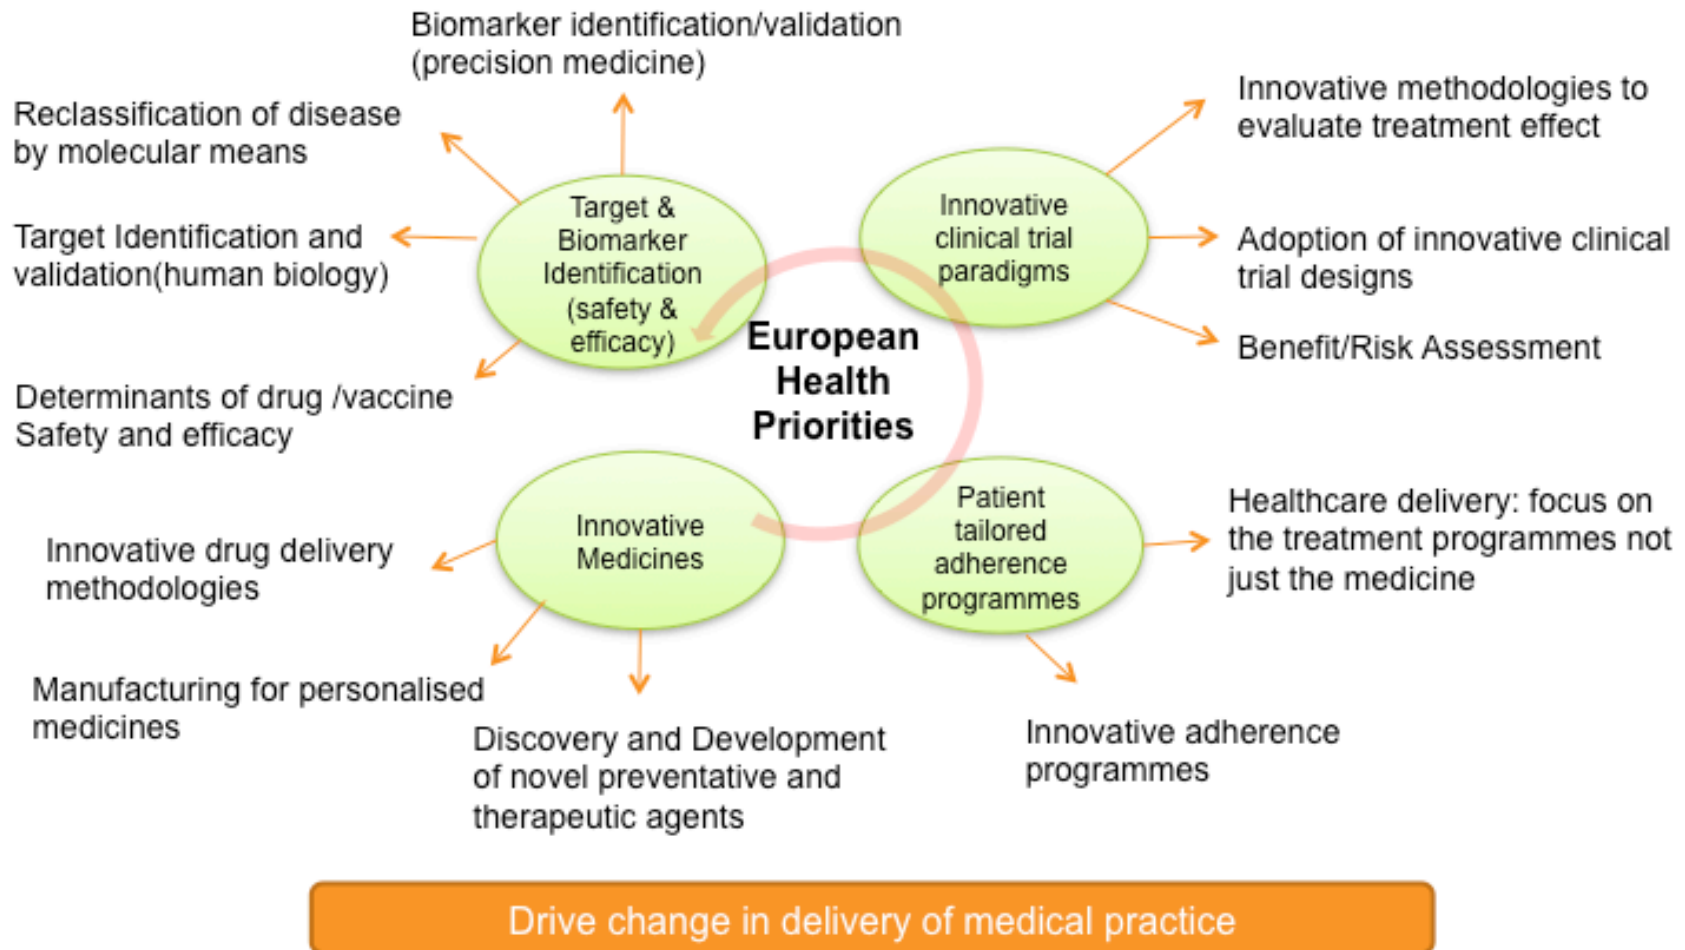 Biomarker identification/validation
(precision medicine)
Reclassification of disease
by molecular means
Target Identification and
validation(human biology)
Determinants of drug /vaccine
Safety and efficacy
Target &
Biomarker
Identification
(safety &
efficacy)
Innovative
clinical trial
paradigms
Innovative methodologies to
evaluate treatment effect
Adoption of innovative clinical
trial designs
Benefit/Risk Assessment
European
Health
Priorities
Innovative
Medicines
Innovative drug delivery
methodologies
Manufacturing for personalised
medicines
Discovery and Development
of novel preventative and
therapeutic agents
Patient
tailored
adherence
programmes
Healthcare delivery: focus on
the treatment programmes not
just the medicine
Innovative adherence
programmes
Drive change in delivery of medical practice